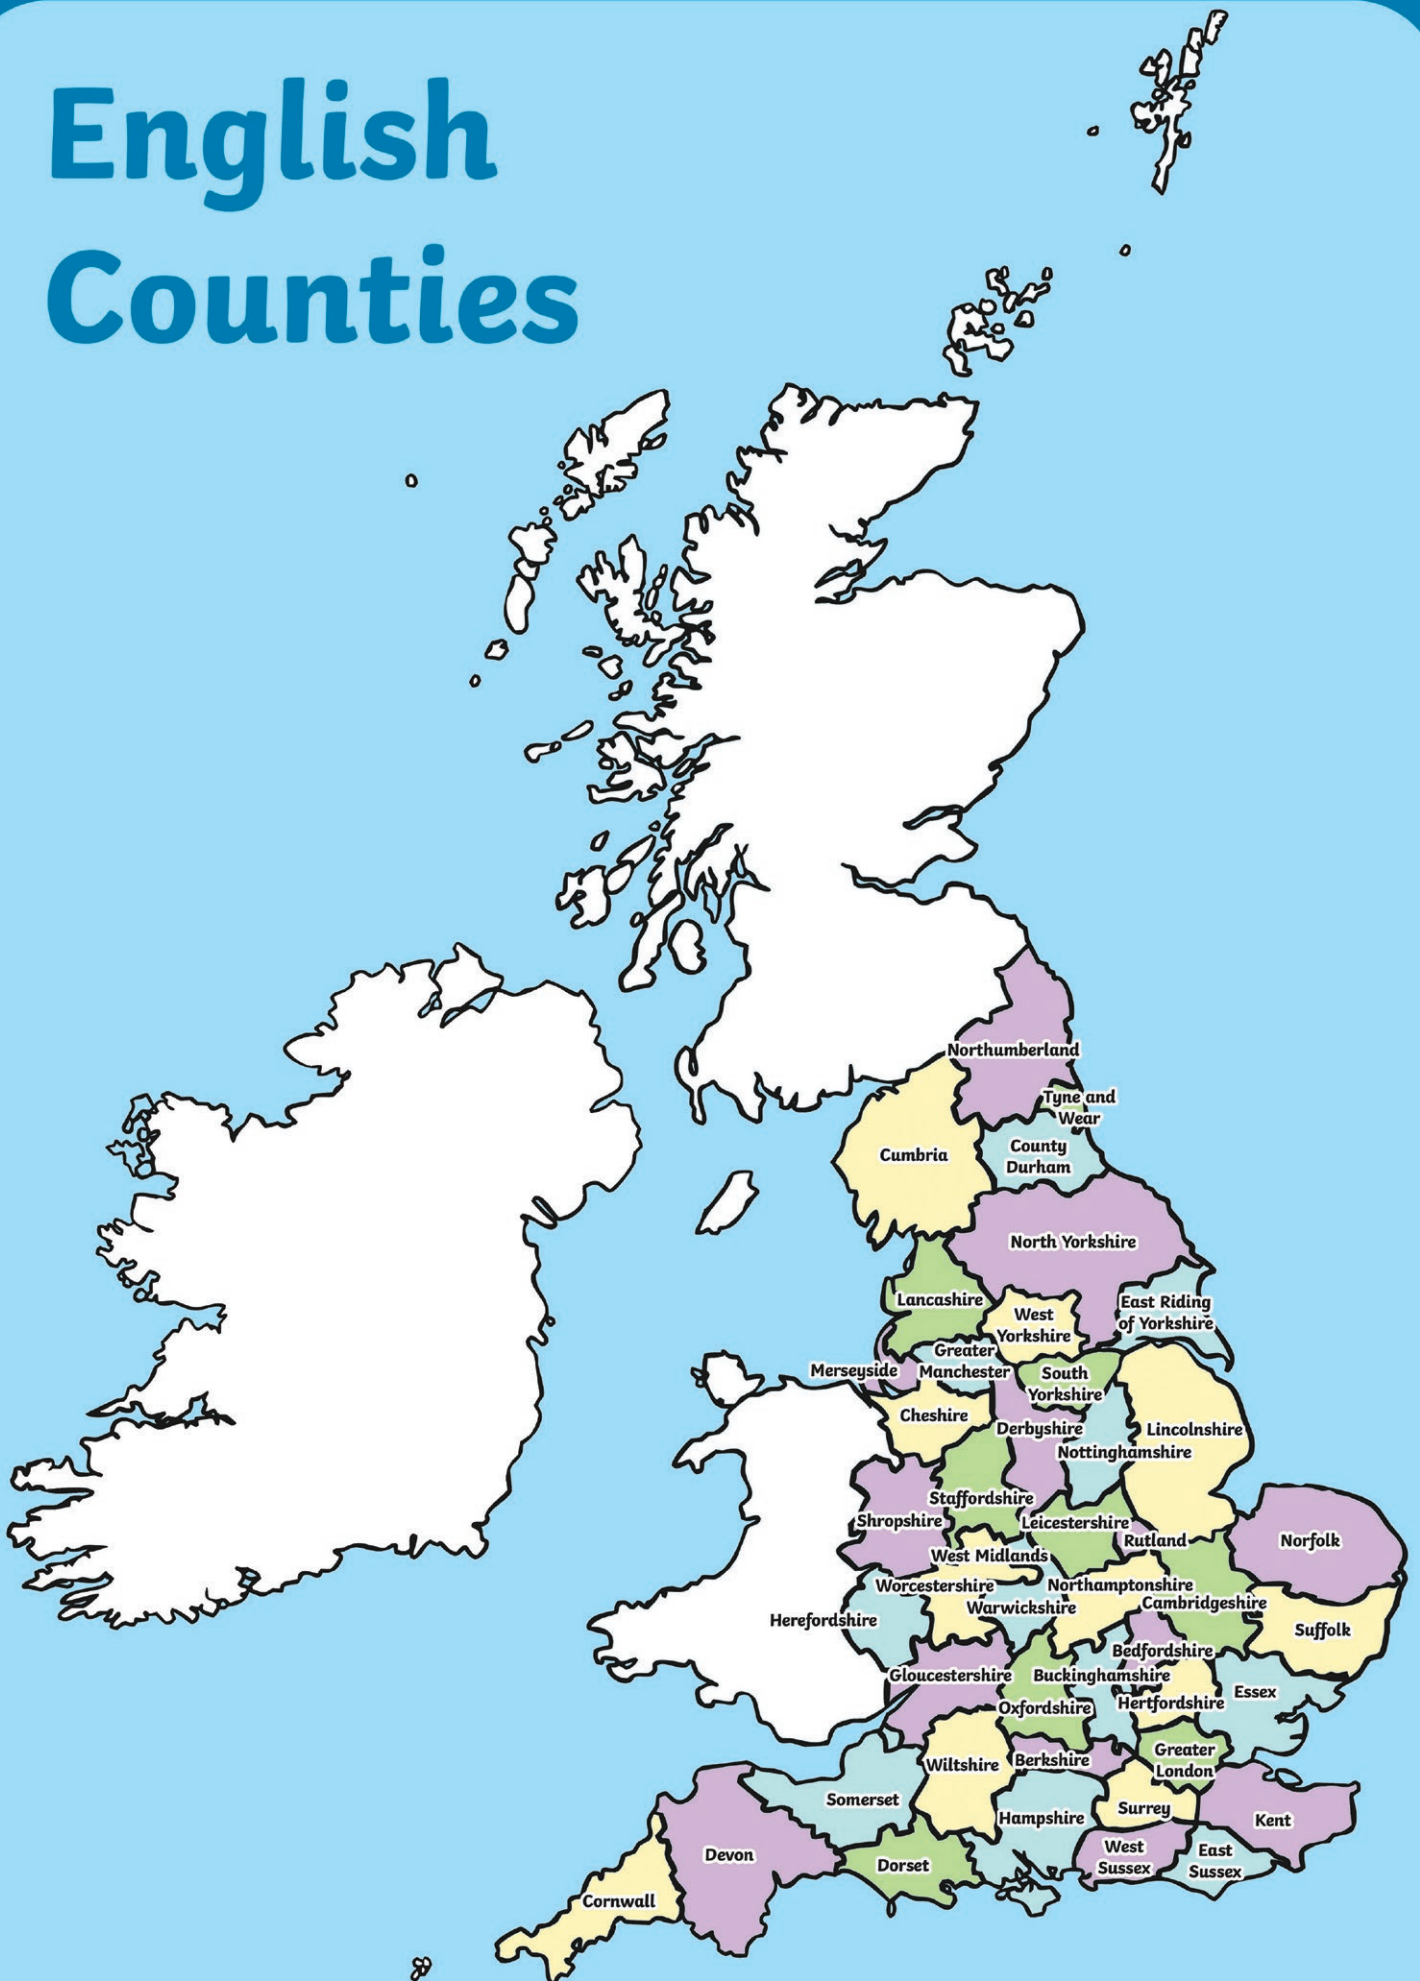 English
Counties
Northumberland
Tyne and
Wear
Cumbria
County
Durham
North Yorkshire
Lancashire
West
Yorkshire
East Riding
of Yorkshire
Merseyside
Greater
Manchester
South
Yorkshire
Cheshire
Derbyshire
Nottinghamshire
Lincolnshire
Staffordshire
Shropshire
Leicestershire
Rutland
Norfolk
West Midlands
Worcestershire
Northamptonshire
Cambridgeshire
Warwickshire
Herefordshire
Suffolk
Bedfordshire
Gloucestershire
Buckinghamshire
Hertfordshire
Essex
Oxfordshire
Wiltshire
Berkshire
Greater
London
Somerset
Hampshire
Surrey
Kent
Devon
Dorset
West
Sussex
East
Sussex
Cornwall